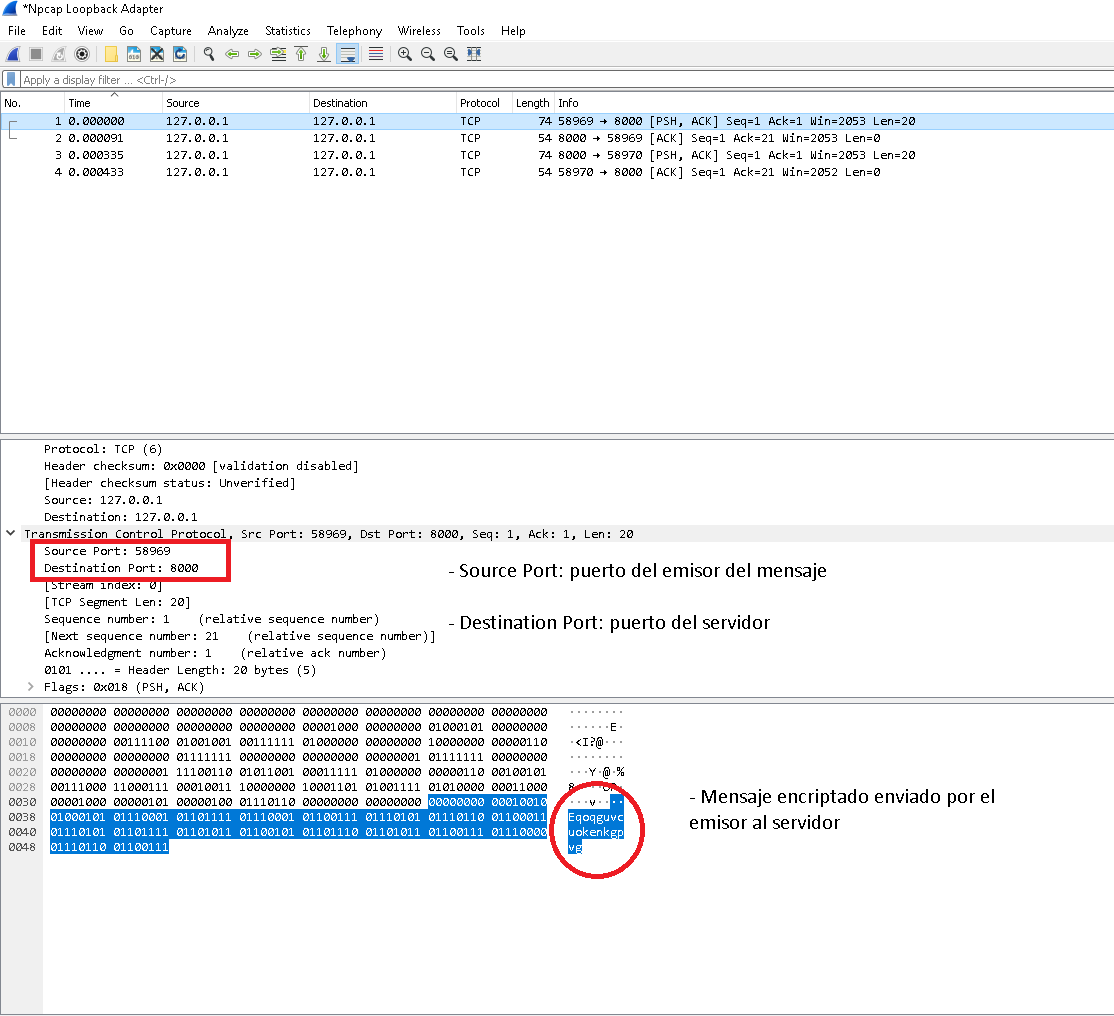 *Npcap Loopback Adapter
File Edit View Go Capture Analyze Statistics Telephony Wireless Tools Help
Apply a display filter ... <Ctrl-/>
No. Time Source Destination Protocol Length Info
1 0.000000 127.0.0.1 127.0.0.1 TCP 74 58969 → 8000 [PSH, ACK] Seq=1 Ack=1 Win=2053 Len=20
2 0.000091 127.0.0.1 127.0.0.1 TCP 54 8000 → 58969 [ACK] Seq=1 Ack=21 Win=2053 Len=0
3 0.000335 127.0.0.1 127.0.0.1 TCP 74 8000 → 58970 [PSH, ACK] Seq=1 Ack=1 Win=2053 Len=20
4 0.000433 127.0.0.1 127.0.0.1 TCP 54 58970 → 8000 [ACK] Seq=1 Ack=21 Win=2052 Len=0
Protocol: TCP (6)
Header checksum: 0x0000 [validation disabled]
[Header checksum status: Unverified]
Source: 127.0.0.1
Destination: 127.0.0.1
Transmission Control Protocol, Src Port: 58969, Dst Port: 8000, Seq: 1, Ack: 1, Len: 20
Source Port: 58969
Destination Port: 8000
- Source Port: puerto del emisor del mensaje
[Stream index: 0]
[TCP Segment Len: 20]
Sequence number: 1 (relative sequence number)
- Destination Port: puerto del servidor
[Next sequence number: 21 (relative sequence number)]
Acknowledgment number: 1 (relative ack number)
0101 .... = Header Length: 20 bytes (5)
Flags: 0x018 (PSH, ACK)
0000 00000000 00000000 00000000 00000000 00000000 00000000 00000000 00000000 ········
0008 00000000 00000000 00000000 00000000 00001000 00000000 01000101 00000000 ······E·
0010 00000000 00111100 01001001 00111111 01000000 00000000 10000000 00000110 ·<I?@···
0018 00000000 00000000 01111111 00000000 00000000 00000001 01111111 00000000 ········
0020 00000000 00000001 11100110 01011001 00011111 01000000 00000110 00100101 ···Y·@·%
0028 00111000 11000111 00010011 10000000 10001101 01001111 01010000 00011000
0030 00001000 00000101 00000100 01110110 00000000 00000000 00000000 00010010 ···v····
0038 01000101 01110001 01101111 01110001 01100111 01110101 01110110 01100011 Eqoqguvc
0040 01110101 01101111 01101011 01100101 01101110 01101011 01100111 01110000 uokenkgp
0048 01110110 01100111 vg
- Mensaje encriptado enviado por el
emisor al servidor